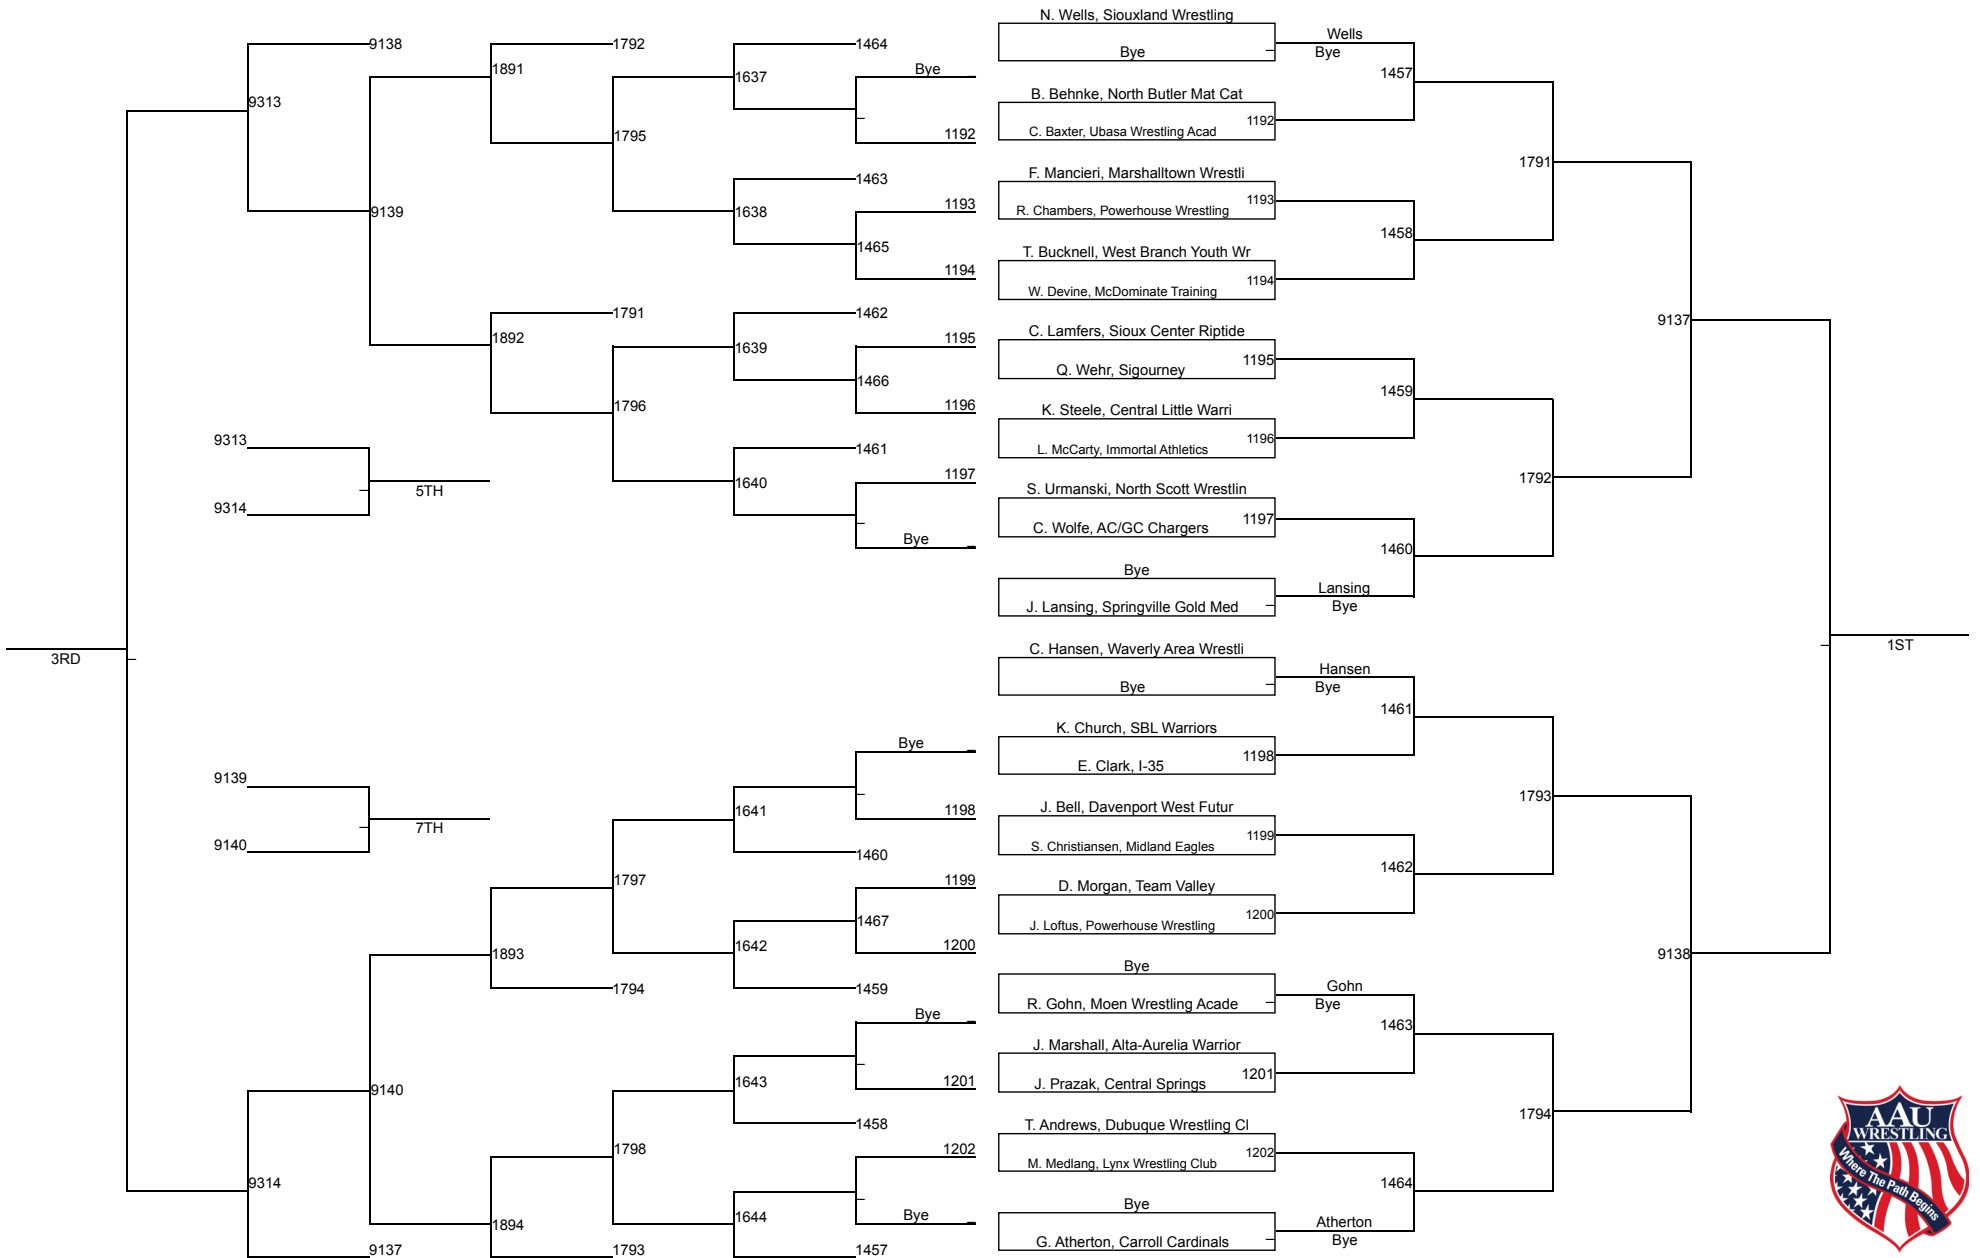 N. Wells, Siouxland Wrestling
9138
1792
1464
Wells
Bye
Bye
1891
1637
Bye
1457
9313
B. Behnke, North Butler Mat Cat
1192
1795
1192
C. Baxter, Ubasa Wrestling Acad
1791
F. Mancieri, Marshalltown Wrestli
1463
1193
1193
9139
1638
R. Chambers, Powerhouse Wrestling
1458
1465
T. Bucknell, West Branch Youth Wr
1194
1194
W. Devine, McDominate Training
1791
1462
9137
1892
1195
C. Lamfers, Sioux Center Riptide
1639
1195
Q. Wehr, Sigourney
1466
1459
1796
1196
K. Steele, Central Little Warri
9313
1461
1196
L. McCarty, Immortal Athletics
1197
1792
5TH
1640
S. Urmanski, North Scott Wrestlin
9314
1197
C. Wolfe, AC/GC Chargers
Bye
1460
Bye
Lansing
J. Lansing, Springville Gold Med
Bye
3RD
C. Hansen, Waverly Area Wrestli
1ST
Hansen
Bye
Bye
1461
K. Church, SBL Warriors
Bye
1198
E. Clark, I-35
9139
1793
1641
1198
J. Bell, Davenport West Futur
7TH
1199
9140
1460
S. Christiansen, Midland Eagles
1462
1797
1199
D. Morgan, Team Valley
1467
1200
J. Loftus, Powerhouse Wrestling
1893
1642
1200
9138
Bye
1794
1459
Gohn
R. Gohn, Moen Wrestling Acade
Bye
Bye
1463
J. Marshall, Alta-Aurelia Warrior
1643
1201
1201
J. Prazak, Central Springs
9140
1794
1458
T. Andrews, Dubuque Wrestling Cl
1798
1202
1202
M. Medlang, Lynx Wrestling Club
9314
1464
1894
1644
Bye
Bye
Atherton
G. Atherton, Carroll Cardinals
Bye
9137
1793
1457
AAU
WRESTLING
Where The Path Begins